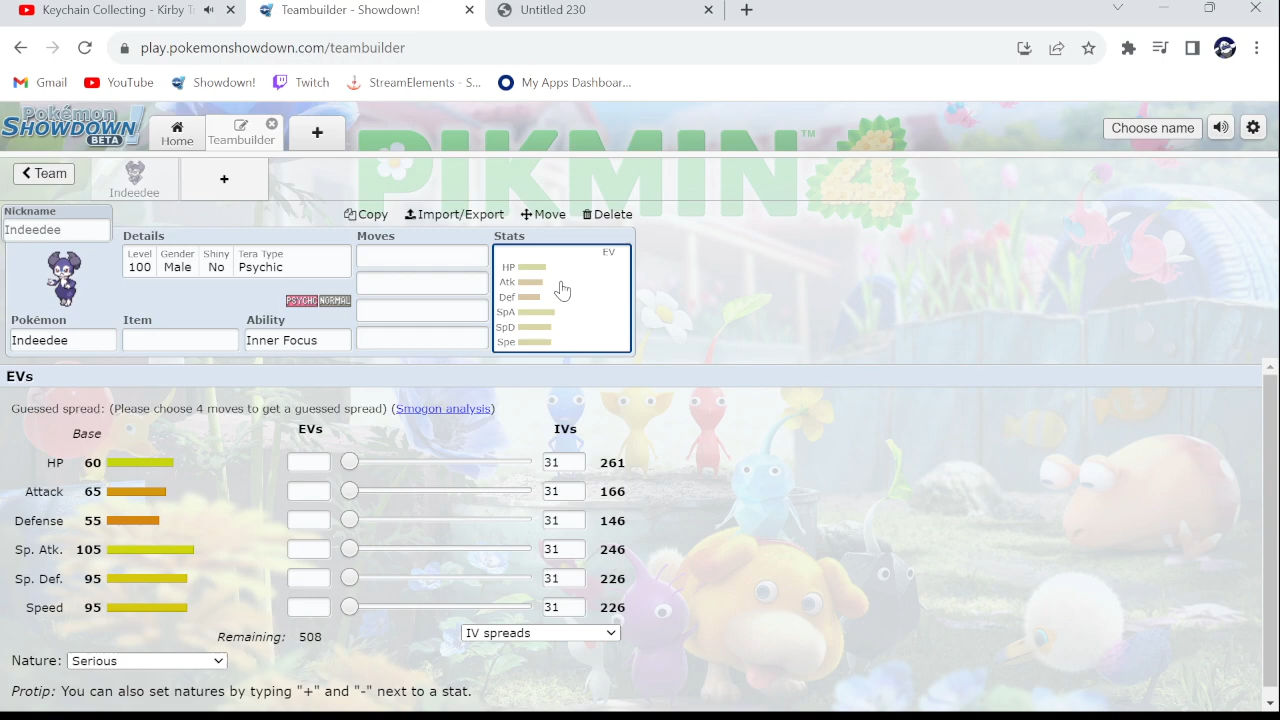 Keychain Collecting - Kirby Tr
Teambuilder - Showdown!
Untitled 230
play.pokemonshowdown.com/teambuilder
Gmail
YouTube
Showdown!
Twitch
StreamElements - S...
My Apps Dashboar...
Pokémon
SHOWDOWN!
BETA
Home
Teambuilder
Choose name
PIKMIN 4
TM
Team
Indeedee
Nickname
Indeedee
Copy
Import/Export
Move
Delete
Details
Level Gender Shiny Tera Type
100 Male No Psychic
PSYCHC NORMAL
Pokémon
Indeedee
Item
Ability
Inner Focus
Moves
Stats
EV
HP
Atk
Def
SpA
SpD
Spe
EVs
Guessed spread: (Please choose 4 moves to get a guessed spread) (Smogon analysis)
Base EVs IVs
HP 60 31 261
Attack 65 31 166
Defense 55 31 146
Sp. Atk. 105 31 246
Sp. Def. 95 31 226
Speed 95 31 226
Remaining: 508
IV spreads
Nature: Serious
Protip: You can also set natures by typing "+" and "-" next to a stat.